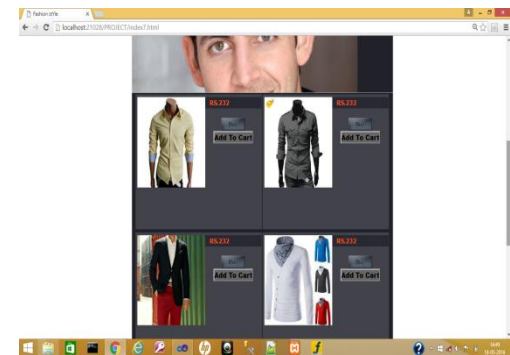 Fashion style
localhost:21028/PROJECT/index7.html
RS.232
Add To Cart
RS.232
Add To Cart
RS.232
Add To Cart
RS.232
Add To Cart